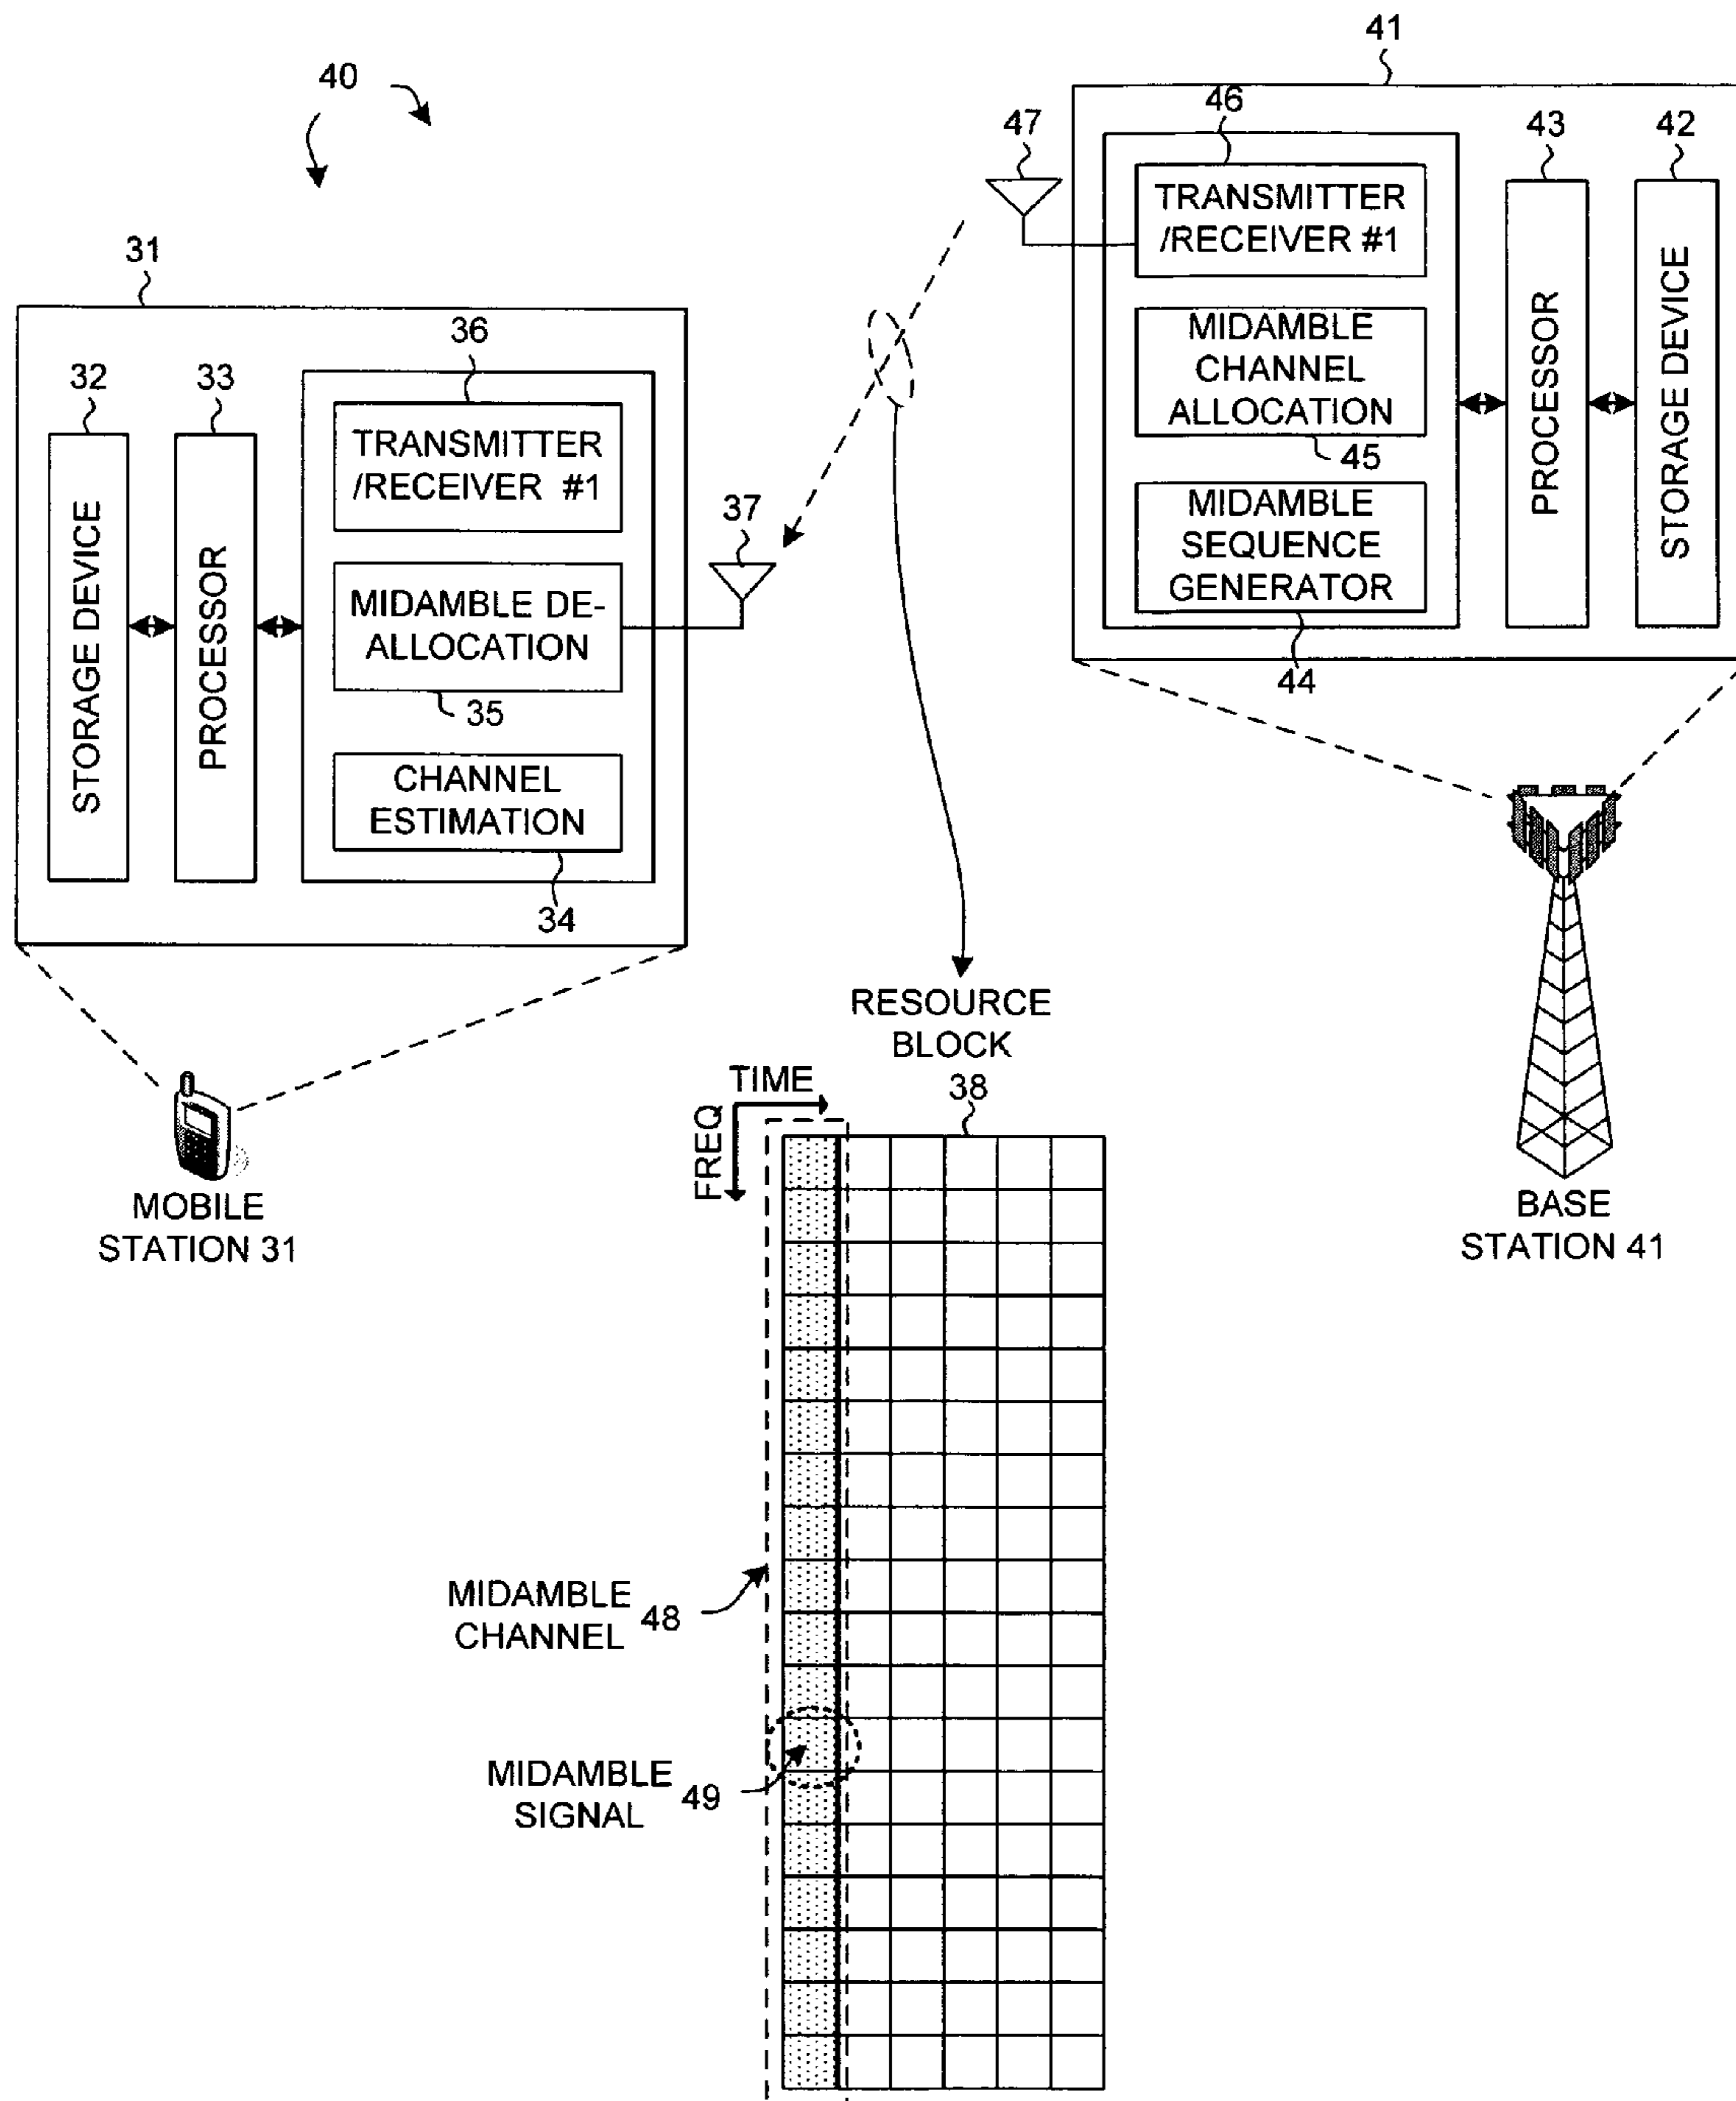 40
41
46
47
43
42
TRANSMITTER
/RECEIVER #1
MIDAMBLE
CHANNEL
ALLOCATION
45
MIDAMBLE
SEQUENCE
GENERATOR
44
PROCESSOR
STORAGE DEVICE
31
36
32
33
TRANSMITTER
/RECEIVER #1
37
MIDAMBLE DE-
ALLOCATION
35
CHANNEL
ESTIMATION
34
STORAGE DEVICE
PROCESSOR
RESOURCE
BLOCK
38
TIME
FREQ
MOBILE
STATION 31
BASE
STATION 41
MIDAMBLE
CHANNEL 48
MIDAMBLE
SIGNAL 49